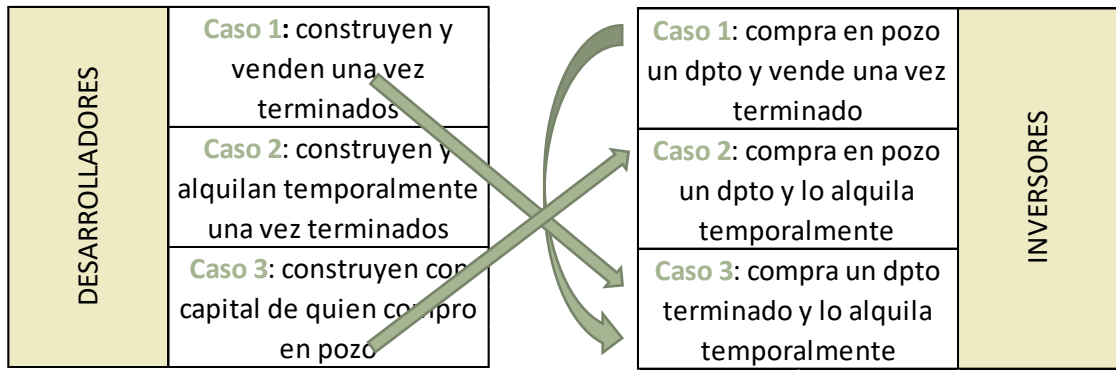 DESARROLLADORES
Caso 1: construyen y
venden una vez
terminados
Caso 2: construyen y
alquilan temporalmente
una vez terminados
Caso 3: construyen con
capital de quien compro
en pozo
Caso 1: compra en pozo
un dpto y vende una vez
terminado
Caso 2: compra en pozo
un dpto y lo alquila
temporalmente
Caso 3: compra un dpto
terminado y lo alquila
temporalmente
INVERSORES